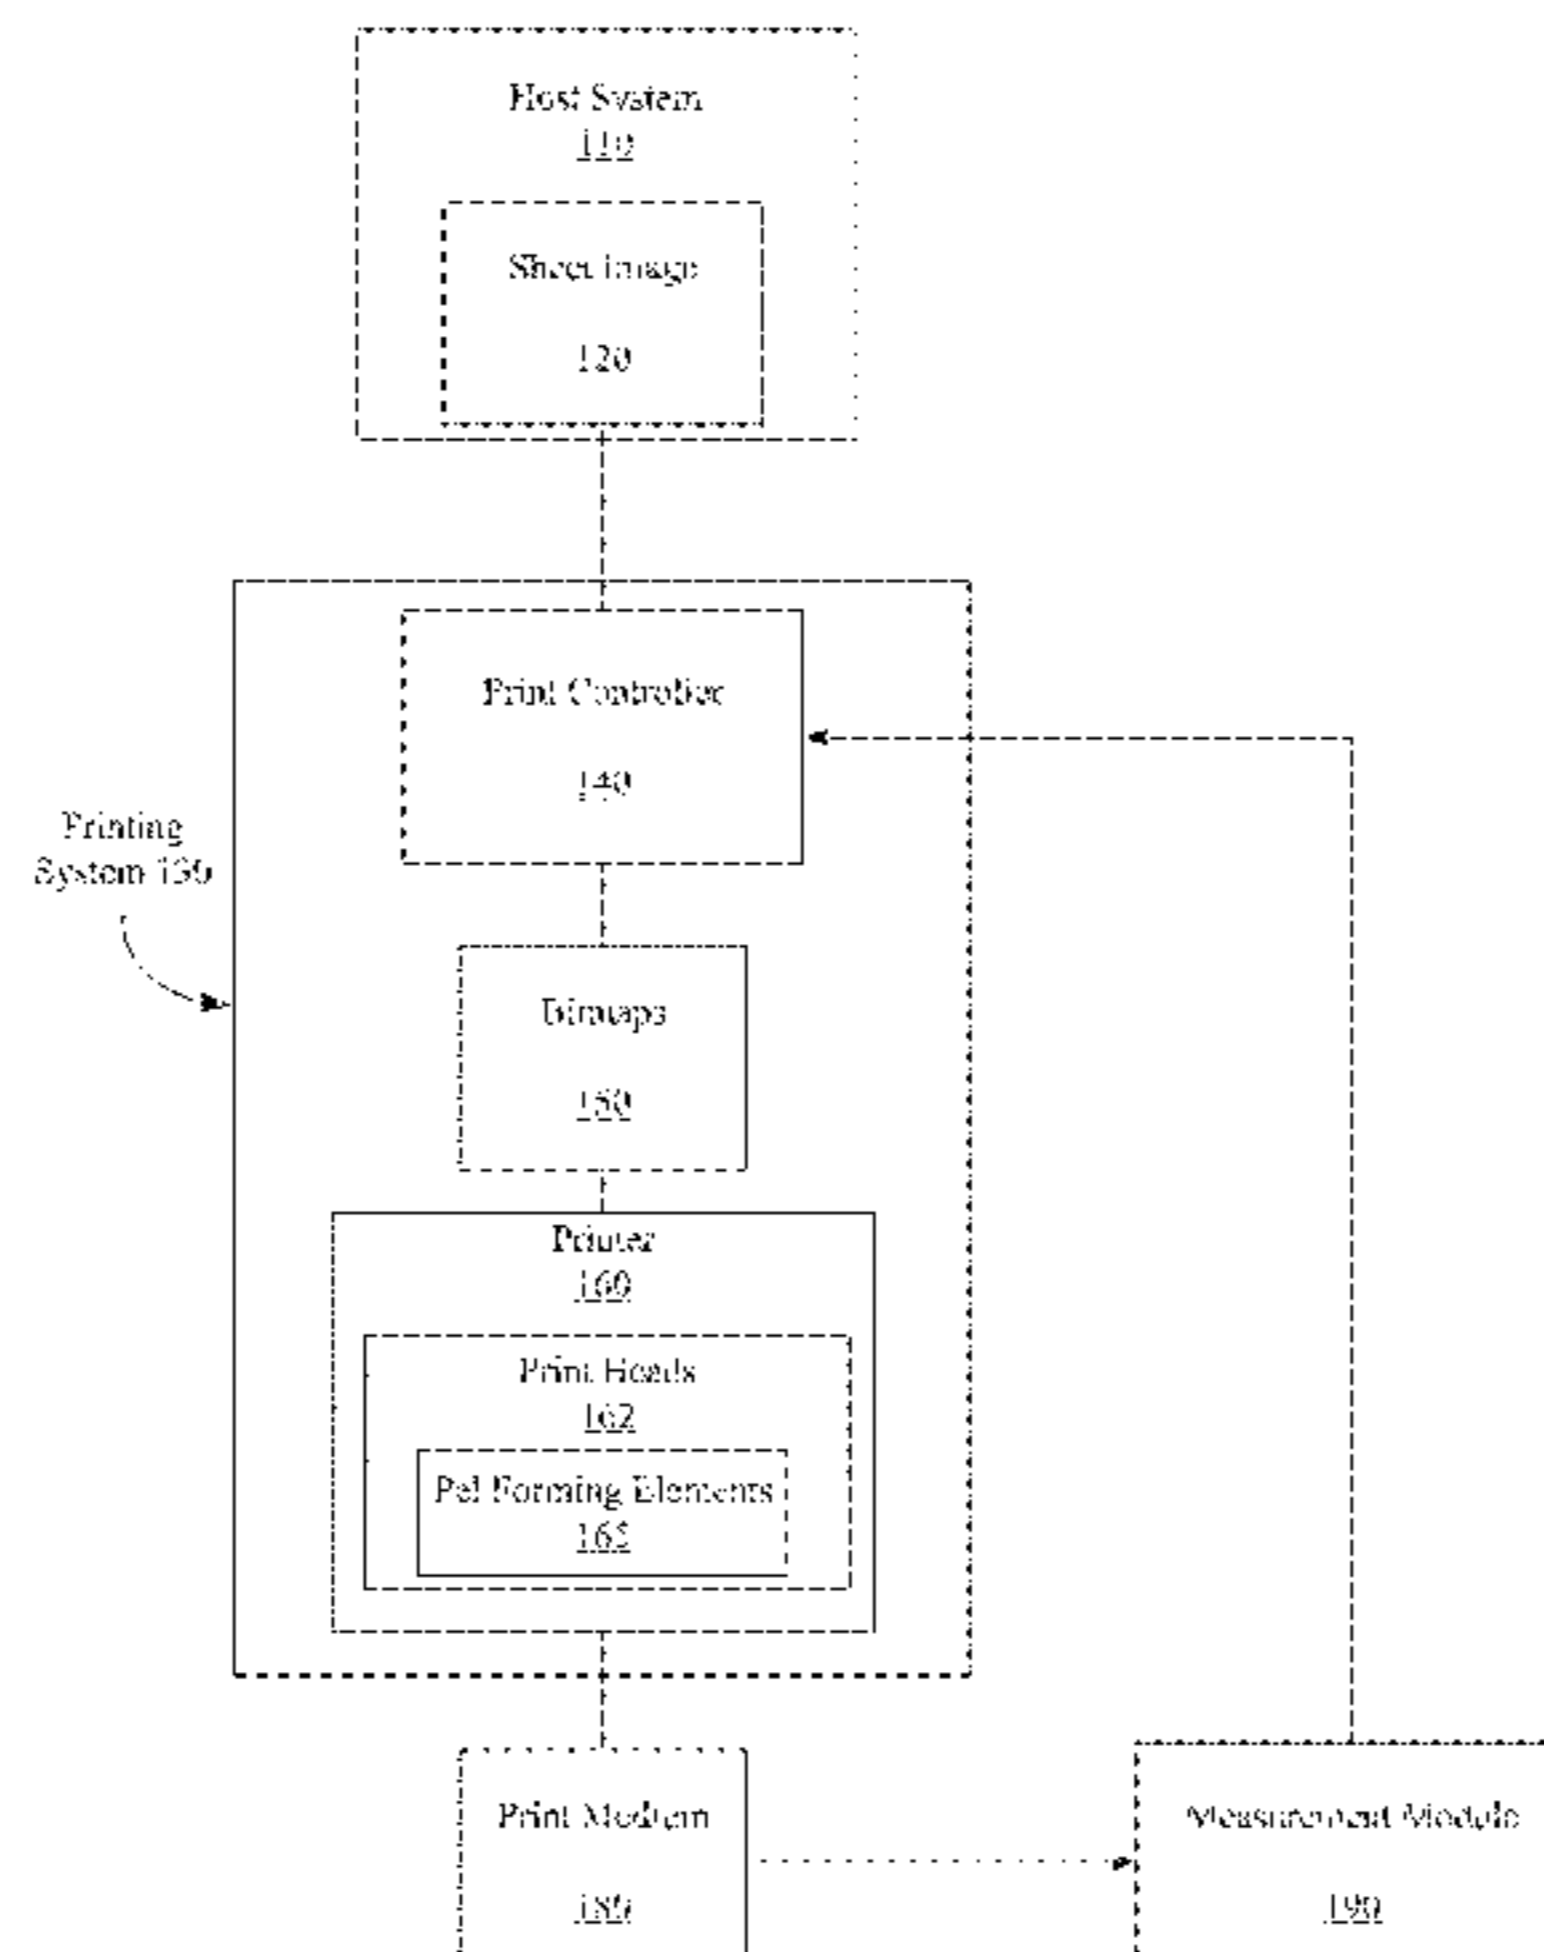 Host System
110
Sheet image
120
Print Controller
140
Printing
System 130
Bitmaps
150
Printer
160
Print Heads
162
Pel Forming Elements
165
Print Medium
180
Measurement Module
190